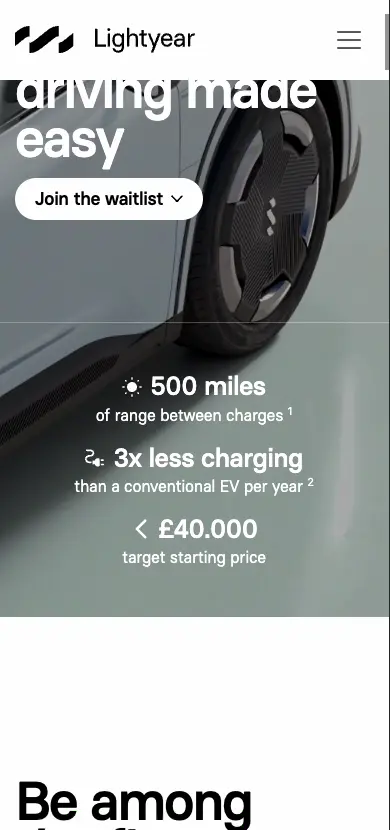 Lightyear
driving made
easy
Join the waitlist
500 miles
of range between charges 1
3x less charging
than a conventional EV per year 2
< £40.000
target starting price
Be among